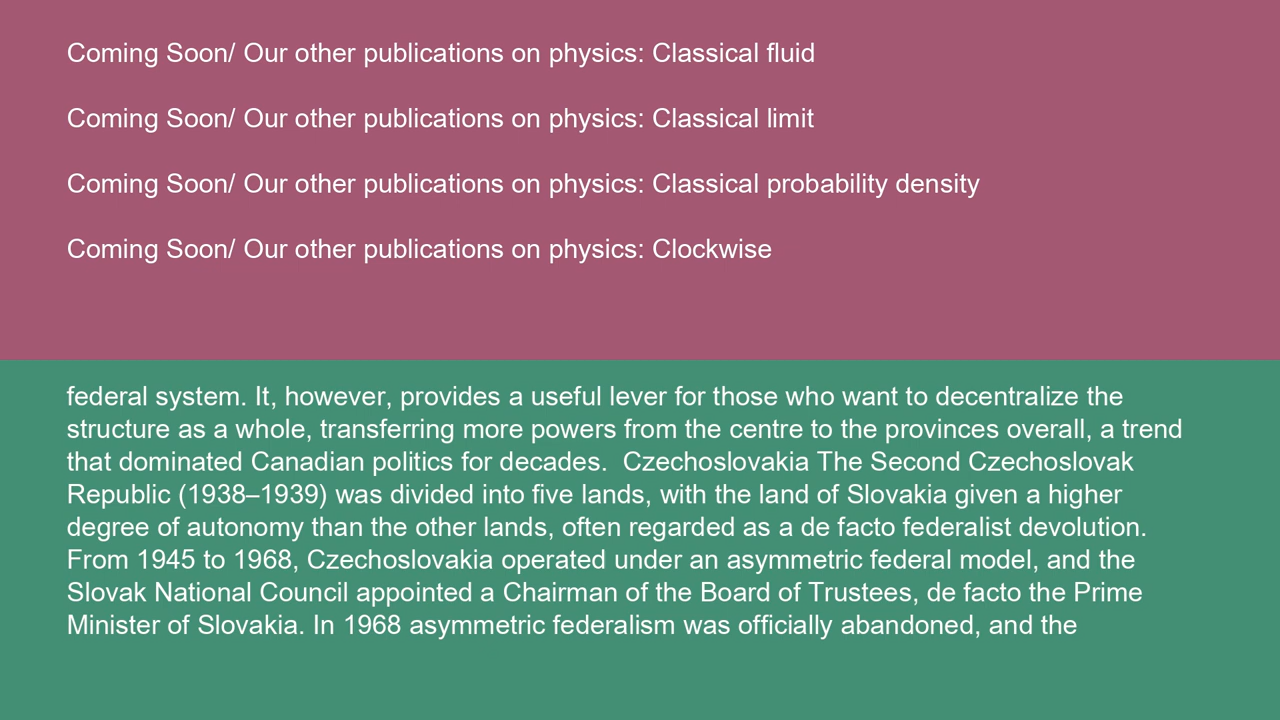 Coming Soon/ Our other publications on physics: Classical fluid
Coming Soon/ Our other publications on physics: Classical limit
Coming Soon/ Our other publications on physics: Classical probability density
Coming Soon/ Our other publications on physics: Clockwise
federal system. It, however, provides a useful lever for those who want to decentralize the
structure as a whole, transferring more powers from the centre to the provinces overall, a trend
that dominated Canadian politics for decades.  Czechoslovakia The Second Czechoslovak
Republic (1938–1939) was divided into five lands, with the land of Slovakia given a higher
degree of autonomy than the other lands, often regarded as a de facto federalist devolution.
From 1945 to 1968, Czechoslovakia operated under an asymmetric federal model, and the
Slovak National Council appointed a Chairman of the Board of Trustees, de facto the Prime
Minister of Slovakia. In 1968 asymmetric federalism was officially abandoned, and the